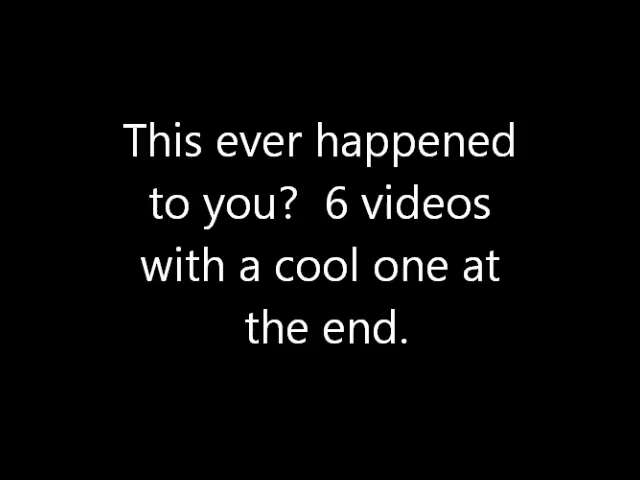 This ever happened
to you?  6 videos
with a cool one at
the end.